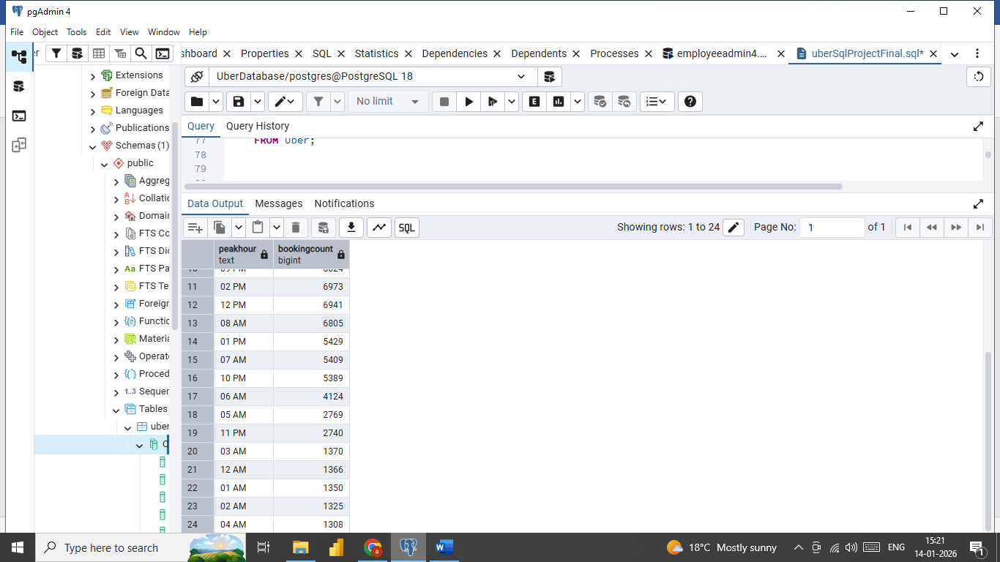 pgAdmin 4
File Object Tools Edit View Window Help
shboard Properties SQL Statistics Dependencies Dependents Processes employeeadmin4.... uberSqlProjectFinal.sql*
UberDatabase/postgres@PostgreSQL 18
No limit
E
Query Query History
77 FROM Uber;
78
79
Extensions
Foreign Data
Languages
Publications
Schemas (1)
public
Aggreg
Collatic
Domain
FTS Co
FTS Dic
FTS Pa
FTS Te
Foreign
Functic
Materia
Operato
Proced
1..3 Sequen
Tables
uber
C
Data Output Messages Notifications
SQL Showing rows: 1 to 24 Page No: 1 of 1
peakhour bookingcount
text bigint
11 02 PM 6973
12 12 PM 6941
13 08 AM 6805
14 01 PM 5429
15 07 AM 5409
16 10 PM 5389
17 06 AM 4124
18 05 AM 2769
19 11 PM 2740
20 03 AM 1370
21 12 AM 1366
22 01 AM 1350
23 02 AM 1325
24 04 AM 1308
Type here to search
18°C Mostly sunny
ENG
15:21
14-01-2026
1